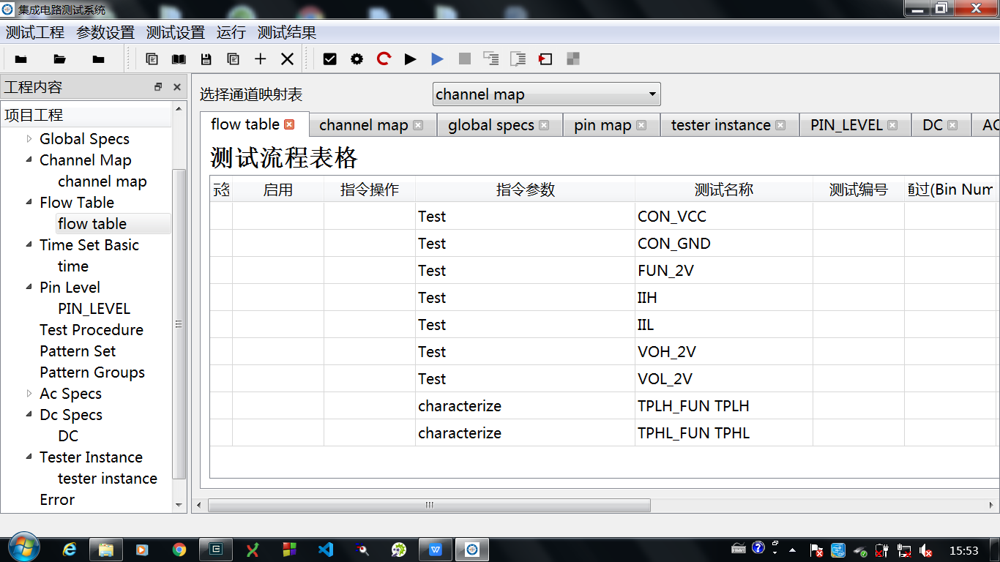 集成电路测试系统
测试工程 参数设置 测试设置 运行 测试结果
工程内容
项目工程
Global Specs
Channel Map
channel map
Flow Table
flow table
Time Set Basic
time
Pin Level
PIN_LEVEL
Test Procedure
Pattern Set
Pattern Groups
Ac Specs
Dc Specs
DC
Tester Instance
tester instance
Error
选择通道映射表 channel map
flow table channel map global specs pin map tester instance PIN_LEVEL DC AC
测试流程表格
启用 指令操作 指令参数 测试名称 测试编号 通过(Bin Num
Test CON_VCC
Test CON_GND
Test FUN_2V
Test IIH
Test IIL
Test VOH_2V
Test VOL_2V
characterize TPLH_FUN TPLH
characterize TPHL_FUN TPHL
15:53